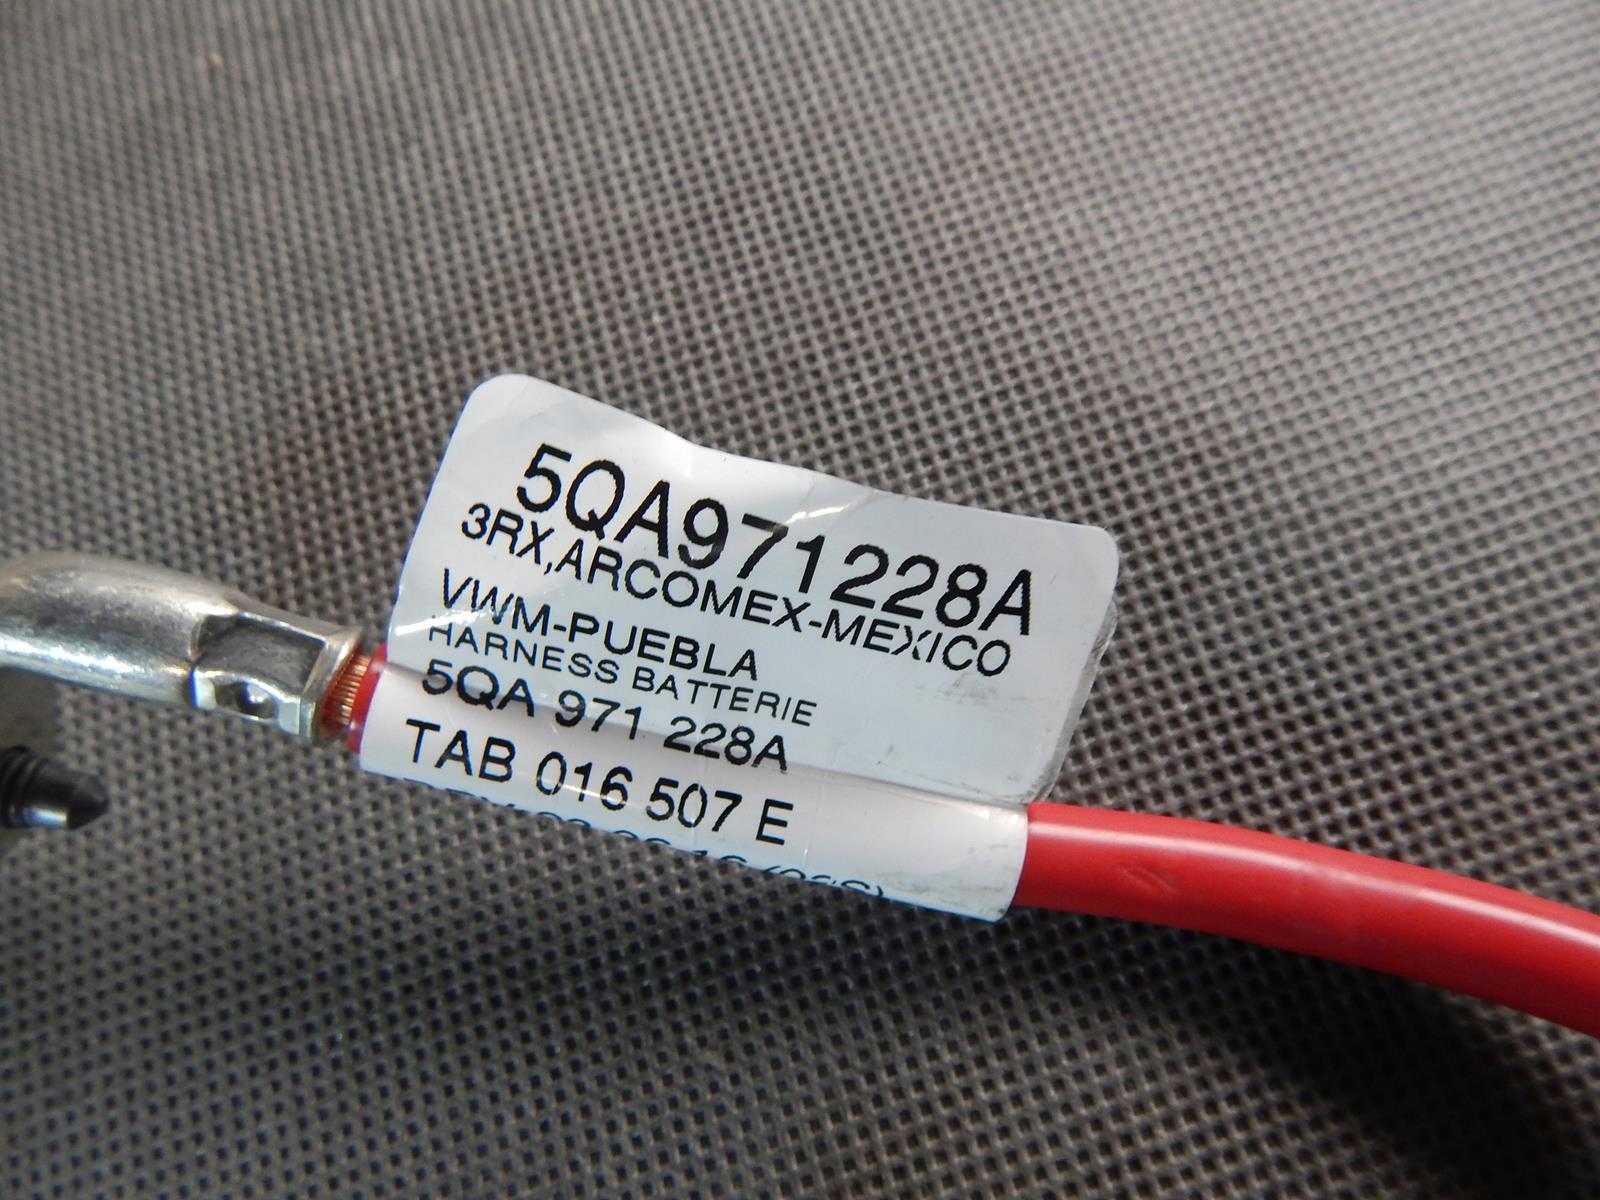 5QA971228A
3RX,ARCOMEX-MEXICO
VWM-PUEBLA
HARNESS BATTERIE
5QA 971 228A
TAB 016 507 E